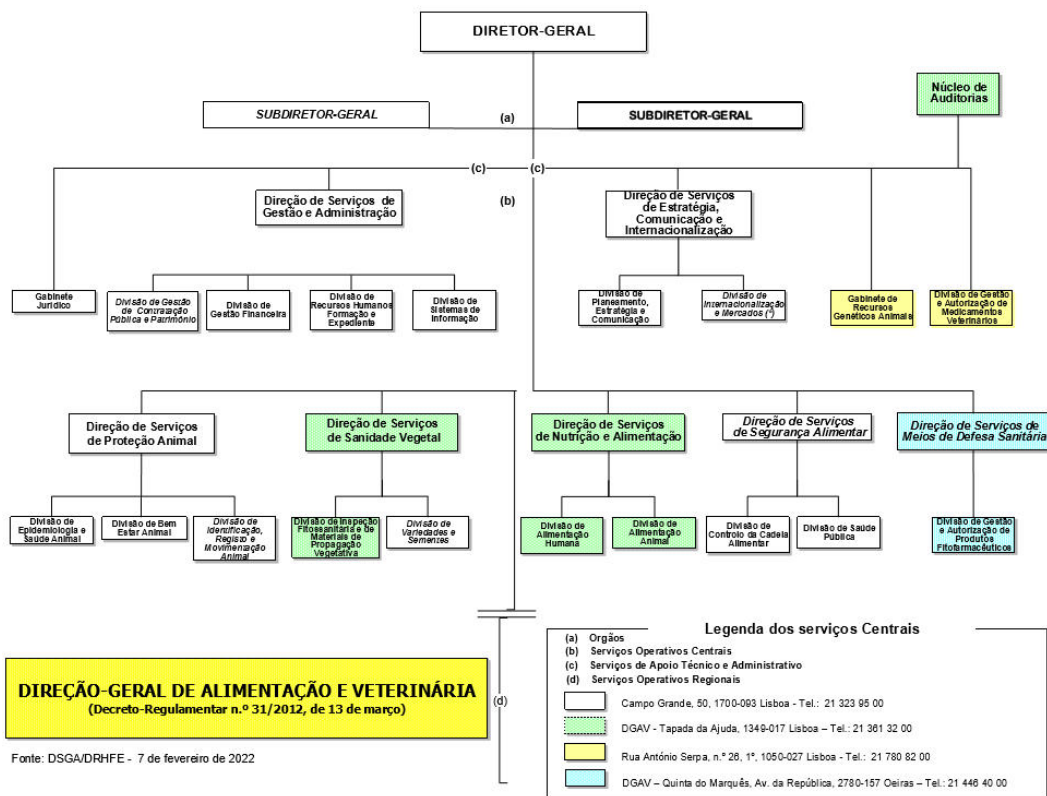 DIRETOR-GERAL
Núcleo de
Auditorias
SUBDIRETOR-GERAL
(a)
SUBDIRETOR-GERAL
(c)
(c)
Direção de Serviços de
Gestão e Administração
(b)
Direção de Serviços
de Estratégia,
Comunicação e
Internacionalização
Gabinete
Jurídico
Divisão de Gestão
de Contratação
Pública e Património
Divisão de
Gestão Financeira
Divisão de
Recursos Humanos
Formação e
Expediente
Divisão de
Sistemas de
Informação
Divisão de
Planeamento,
Estratégia e
Comunicação
Divisão de
Internacionalização
e Mercados (*)
Gabinete de
Recursos
Genéticos Animais
Divisão de Gestão
e Autorização de
Medicamentos
Veterinários
Direção de Serviços
de Proteção Animal
Direção de Serviços
de Sanidade Vegetal
Direção de Serviços
de Nutrição e Alimentação
Direção de Serviços
de Segurança Alimentar
Direção de Serviços de
Meios de Defesa Sanitária
Divisão de
Epidemiologia e
Saúde Animal
Divisão de Bem
Estar Animal
Divisão de
Identificação,
Registo e
Movimentação
Animal
Divisão de Inspeção
Fitossanitária e de
Materiais de
Propagação
Vegetativa
Divisão de
Variedades e
Sementes
Divisão de
Alimentação
Humana
Divisão de
Alimentação
Animal
Divisão de
Controlo da Cadeia
Alimentar
Divisão de Saúde
Pública
Divisão de Gestão
e Autorização de
Produtos
Fitofarmacêuticos
DIREÇÃO-GERAL DE ALIMENTAÇÃO E VETERINÁRIA
(Decreto-Regulamentar n.º 31/2012, de 13 de março)
(d)
Fonte: DSGA/DRHFE - 7 de fevereiro de 2022
Legenda dos serviços Centrais
(a) Orgãos
(b) Serviços Operativos Centrais
(c) Serviços de Apoio Técnico e Administrativo
(d) Serviços Operativos Regionais
Campo Grande, 50, 1700-093 Lisboa - Tel.: 21 323 95 00
DGAV - Tapada da Ajuda, 1349-017 Lisboa – Tel.: 21 361 32 00
Rua António Serpa, n.º 26, 1º, 1050-027 Lisboa - Tel.: 21 780 82 00
DGAV – Quinta do Marquês, Av. da República, 2780-157 Oeiras – Tel.: 21 446 40 00